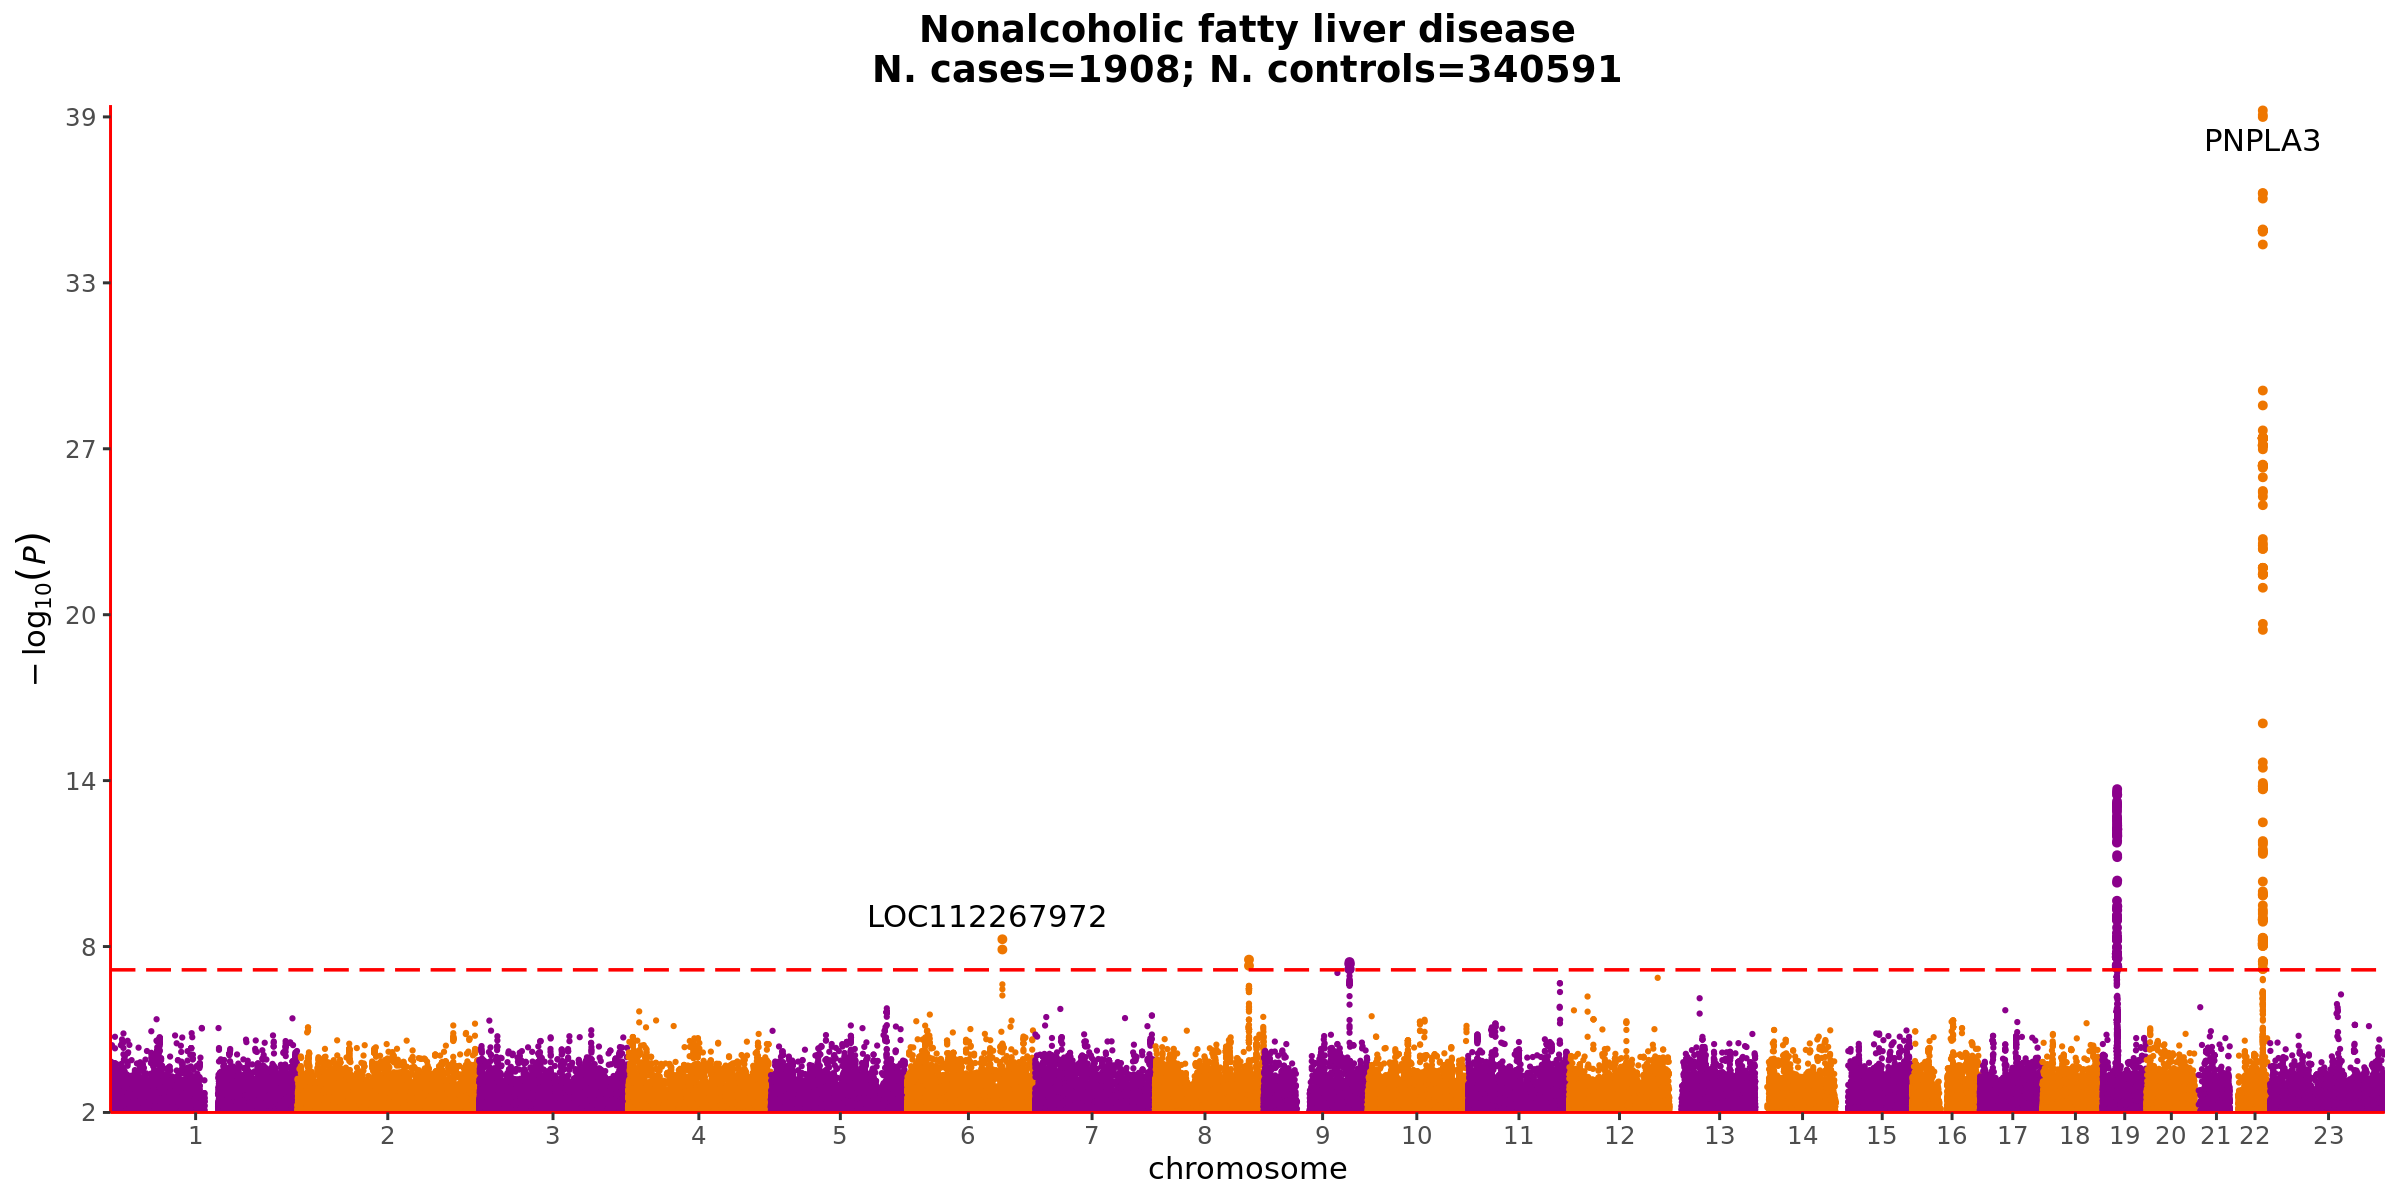 Nonalcoholic fatty liver disease
N. cases=1908; N. controls=340591
39
PNPLA3
33
27
20
14
LOC112267972
8
2
−log₁₀(P)
1 2 3 4 5 6 7 8 9 10 11 12 13 14 15 16 17 18 19 20 21 22 23
chromosome